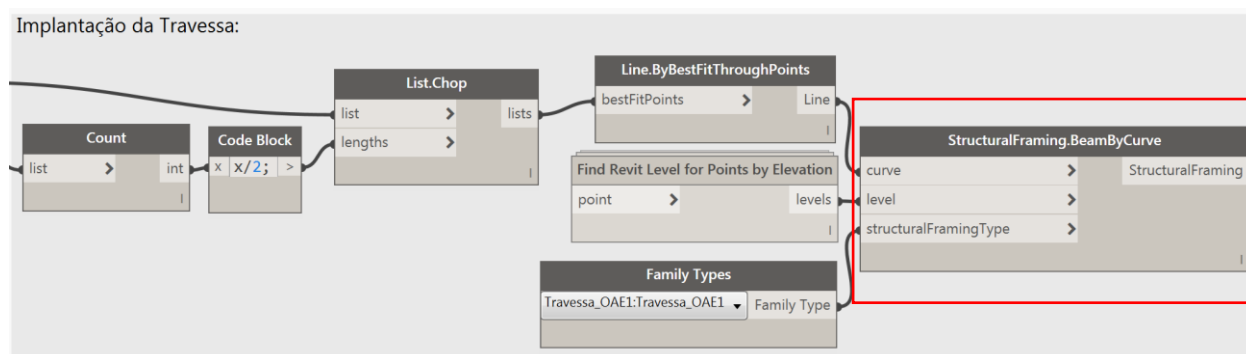 Implantação da Travessa:
Count
list > int
Code Block
x x/2; >
List.Chop
list > lists
lengths >
Line.ByBestFitThroughPoints
bestFitPoints > Line
Find Revit Level for Points by Elevation
point > levels
Family Types
Travessa_OAE1:Travessa_OAE1 Family Type
StructuralFraming.BeamByCurve
curve > StructuralFraming
level >
structuralFramingType >